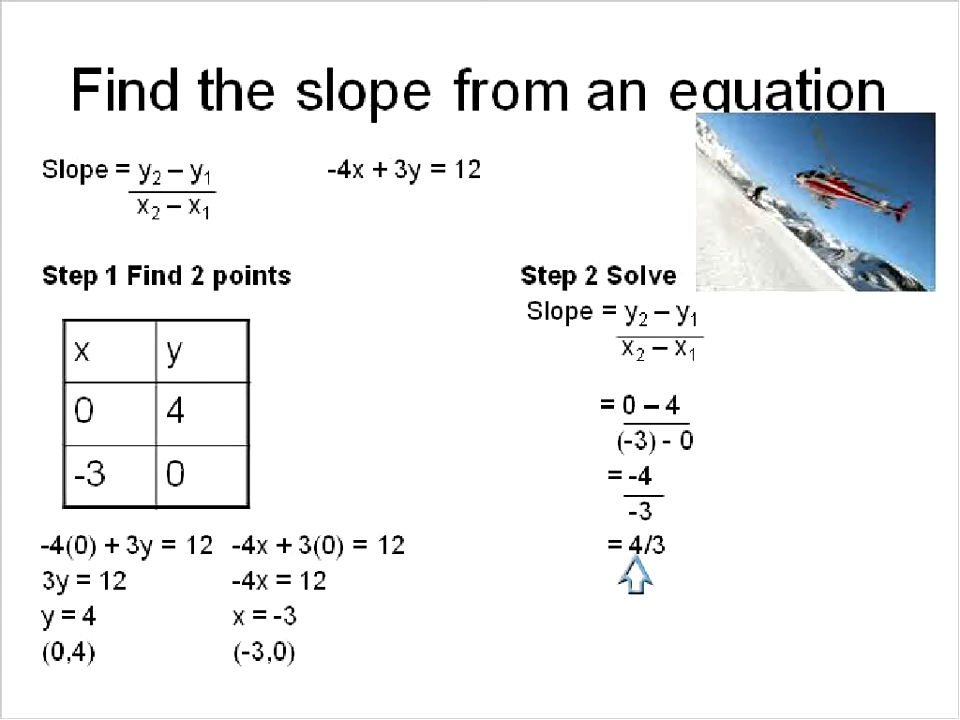 Find the slope from an equation
Slope = y₂ – y₁
x₂ – x₁
-4x + 3y = 12
Step 1 Find 2 points
x y
0 4
-3 0
-4(0) + 3y = 12
3y = 12
y = 4
(0,4)
-4x + 3(0) = 12
-4x = 12
x = -3
(-3,0)
Step 2 Solve
Slope = y₂ – y₁
x₂ – x₁
= 0 – 4
(-3) - 0
= -4
-3
= 4/3